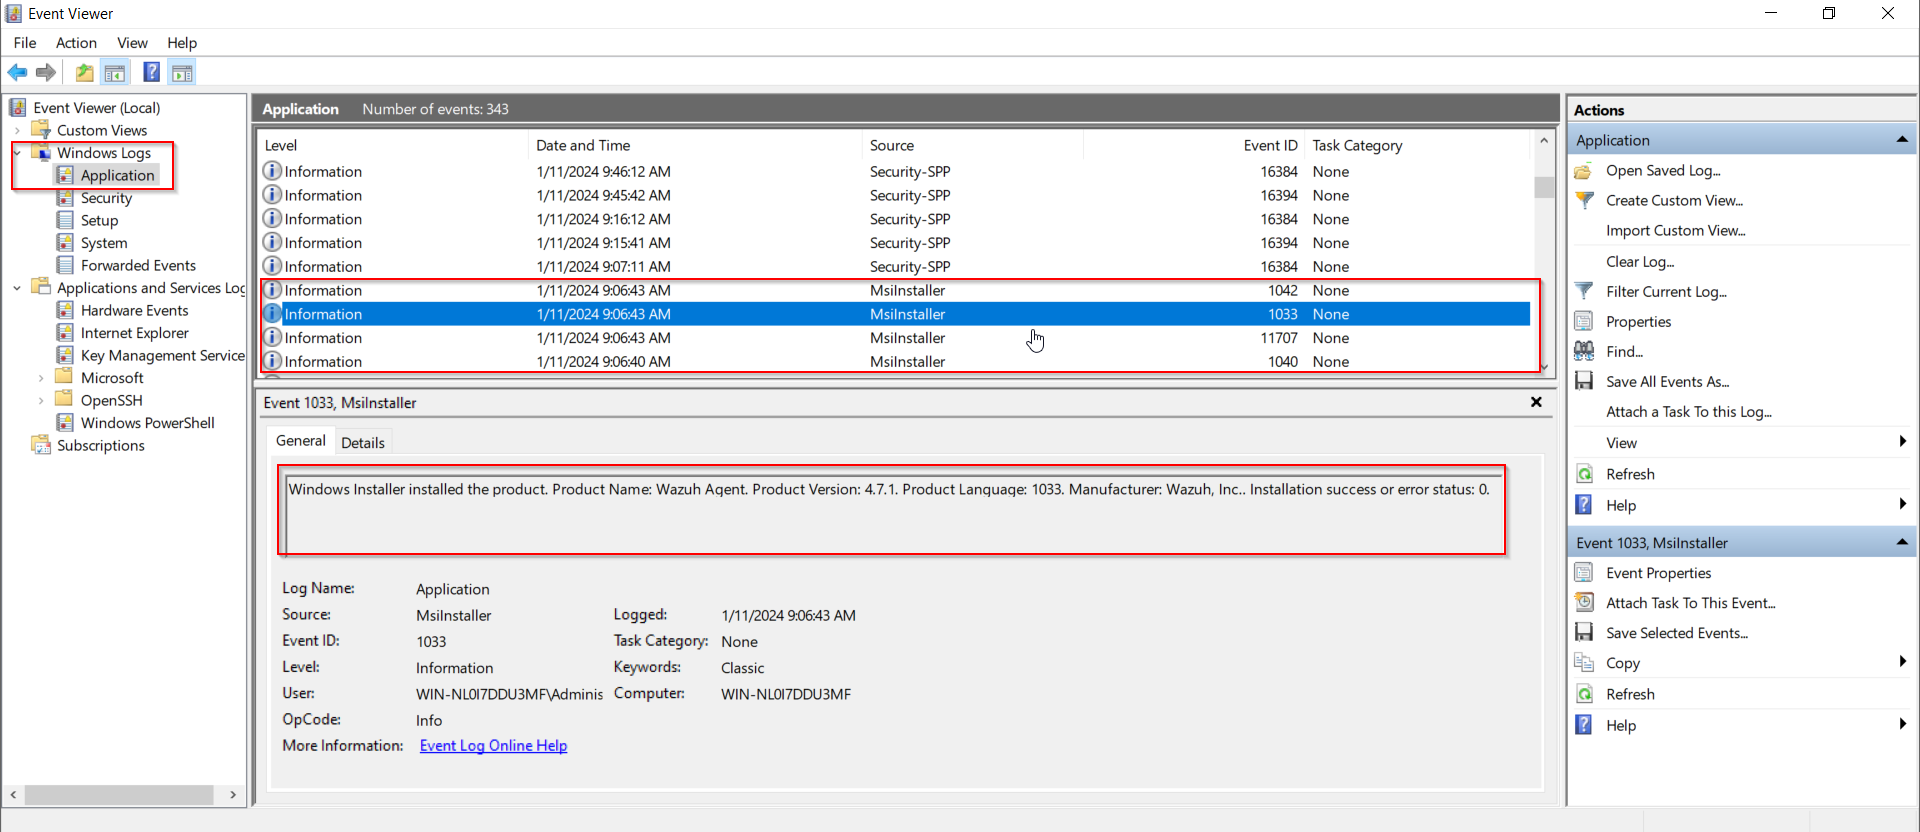 Event Viewer
File Action View Help
Event Viewer (Local)
Custom Views
Windows Logs
Application
Security
Setup
System
Forwarded Events
Applications and Services Log
Hardware Events
Internet Explorer
Key Management Service
Microsoft
OpenSSH
Windows PowerShell
Subscriptions
Application Number of events: 343
Level Date and Time Source Event ID Task Category
Information 1/11/2024 9:46:12 AM Security-SPP 16384 None
Information 1/11/2024 9:45:42 AM Security-SPP 16394 None
Information 1/11/2024 9:16:12 AM Security-SPP 16384 None
Information 1/11/2024 9:15:41 AM Security-SPP 16394 None
Information 1/11/2024 9:07:11 AM Security-SPP 16384 None
Information 1/11/2024 9:06:43 AM MsiInstaller 1042 None
Information 1/11/2024 9:06:43 AM MsiInstaller 1033 None
Information 1/11/2024 9:06:43 AM MsiInstaller 11707 None
Information 1/11/2024 9:06:40 AM MsiInstaller 1040 None
Event 1033, MsiInstaller
General Details
Windows Installer installed the product. Product Name: Wazuh Agent. Product Version: 4.7.1. Product Language: 1033. Manufacturer: Wazuh, Inc.. Installation success or error status: 0.
Log Name: Application
Source: MsiInstaller Logged: 1/11/2024 9:06:43 AM
Event ID: 1033 Task Category: None
Level: Information Keywords: Classic
User: WIN-NL0I7DDU3MF\Adminis Computer: WIN-NL0I7DDU3MF
OpCode: Info
More Information: Event Log Online Help
Actions
Application
Open Saved Log...
Create Custom View...
Import Custom View...
Clear Log...
Filter Current Log...
Properties
Find...
Save All Events As...
Attach a Task To this Log...
View
Refresh
Help
Event 1033, MsiInstaller
Event Properties
Attach Task To This Event...
Save Selected Events...
Copy
Refresh
Help